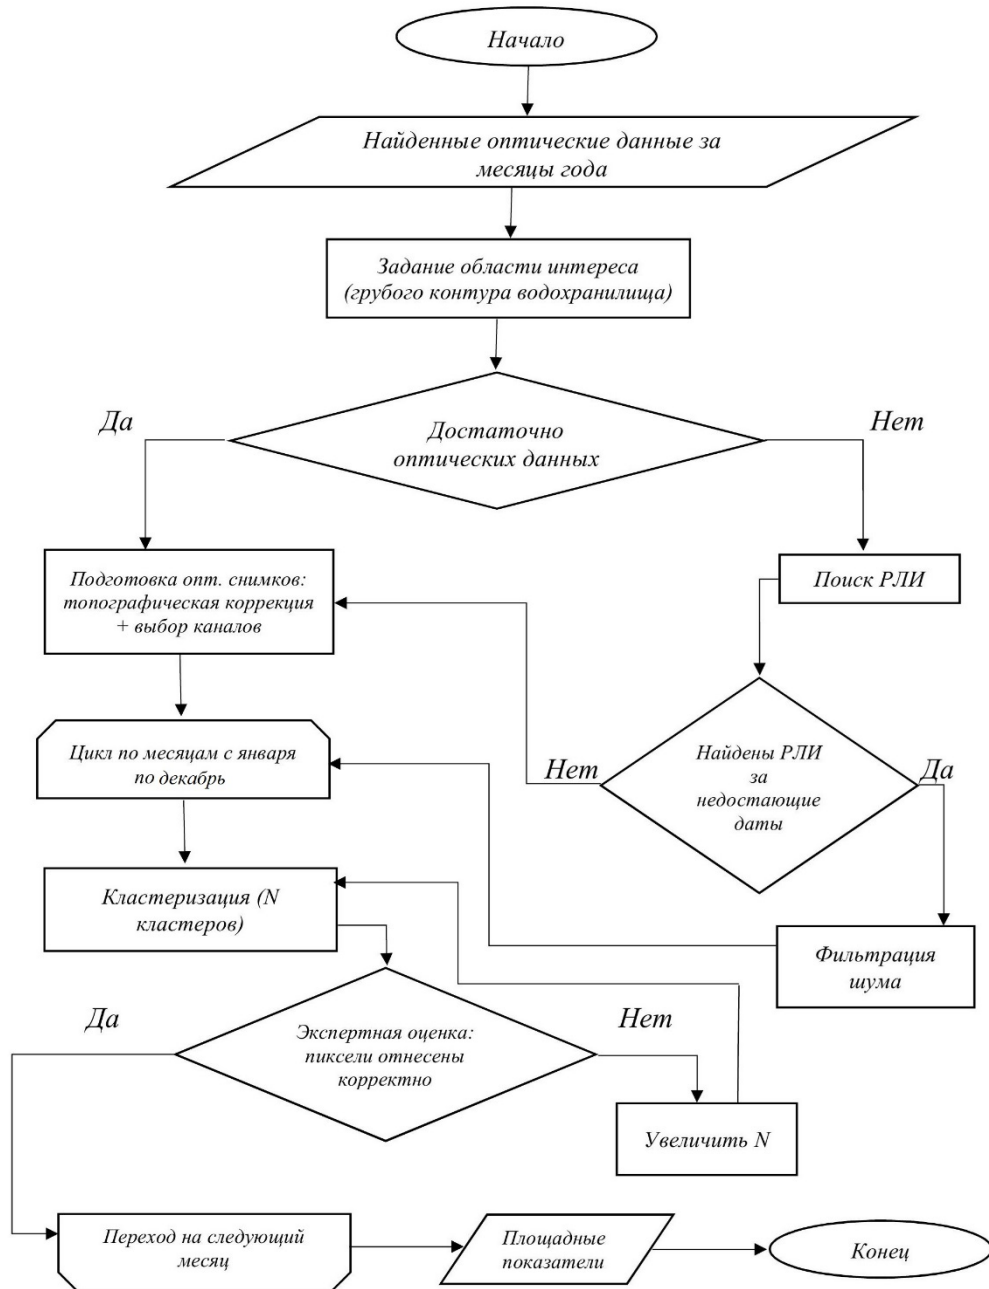 Начало
Найденные оптические данные за
месяцы года
Задание области интереса
(грубого контура водохранилища)
Да
Нет
Достаточно
оптических данных
Подготовка опт. снимков:
топографическая коррекция
+ выбор каналов
Поиск РЛИ
Цикл по месяцам с января
по декабрь
Нет
Найдены РЛИ
за
недостающие
даты
Да
Кластеризация (N
кластеров)
Фильтрация
шума
Да
Экспертная оценка:
пиксели отнесены
корректно
Нет
Увеличить N
Переход на следующий
месяц
Площадные
показатели
Конец